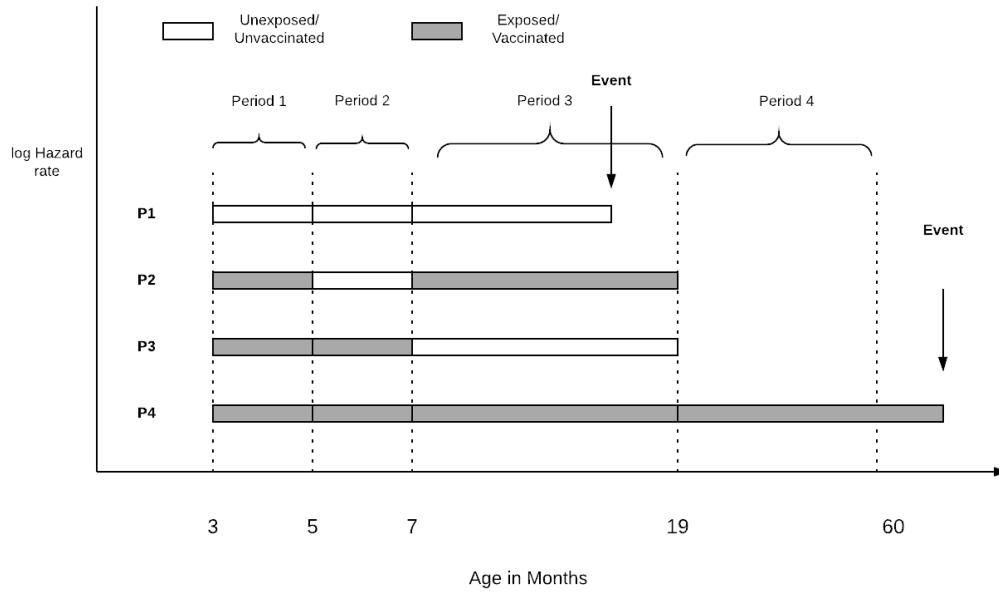 Unexposed/
Unvaccinated
Exposed/
Vaccinated
Event
Period 1
Period 2
Period 3
Period 4
log Hazard
rate
P1
Event
P2
P3
P4
3
5
7
19
60
Age in Months